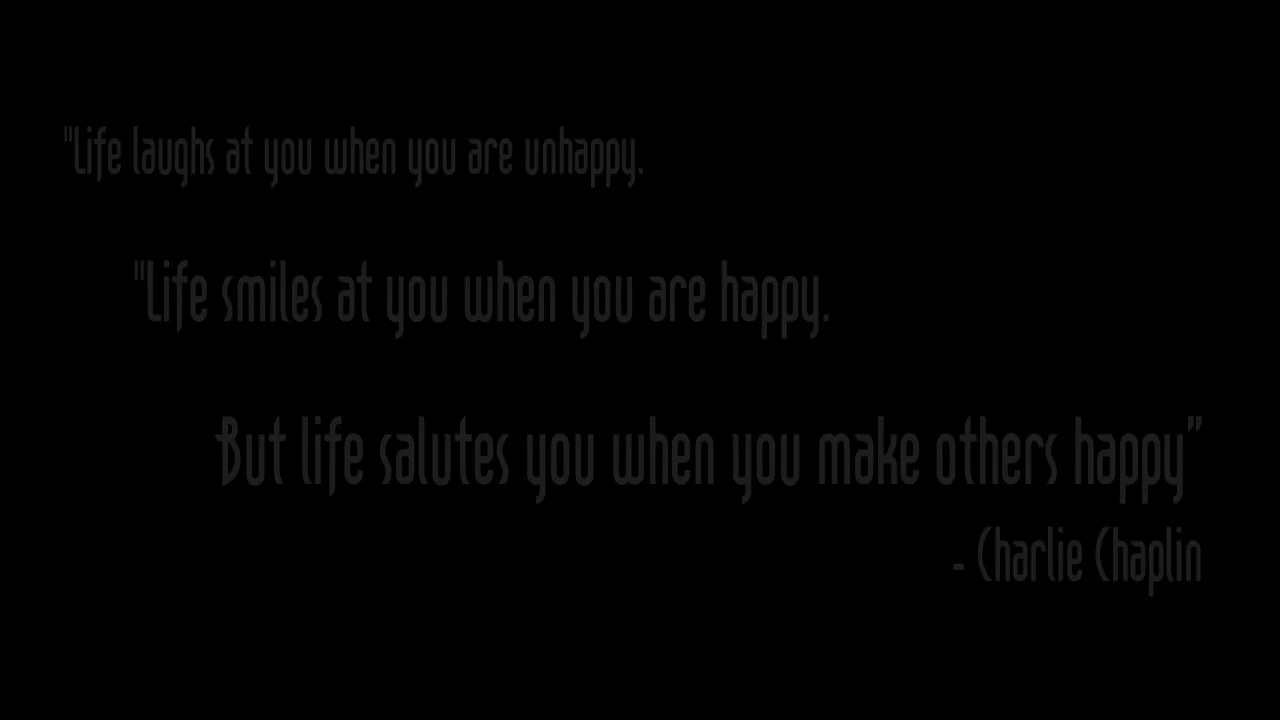 "Life laughs at you when you are unhappy.
"Life smiles at you when you are happy.
But life salutes you when you make others happy”
- Charlie Chaplin